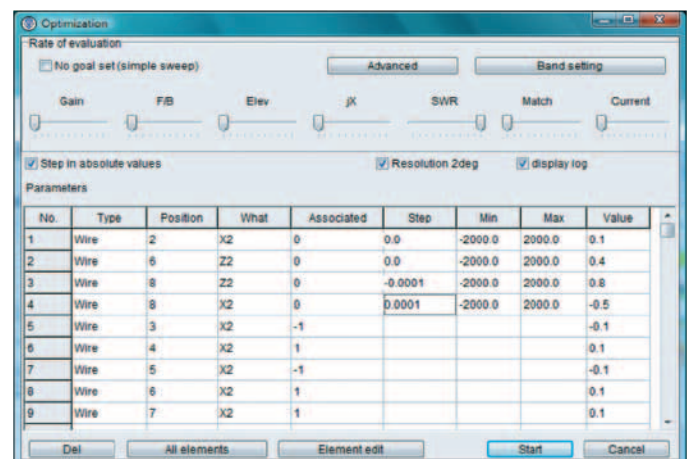 Optimization
Rate of evaluation
No goal set (simple sweep)
Advanced
Band setting
Gain F/B Elev jX SWR Match Current
Step in absolute values
Resolution 2deg
display log
Parameters
No. Type Position What Associated Step Min Max Value
1 Wire 2 X2 0 0.0 -2000.0 2000.0 0.1
2 Wire 6 Z2 0 0.0 -2000.0 2000.0 0.4
3 Wire 8 Z2 0 -0.0001 -2000.0 2000.0 0.8
4 Wire 8 X2 0 0.0001 -2000.0 2000.0 -0.5
5 Wire 3 X2 -1 -0.1
6 Wire 4 X2 1 0.1
7 Wire 5 X2 -1 -0.1
8 Wire 6 X2 1 0.1
9 Wire 7 X2 1 0.1
Del All elements Element edit Start Cancel